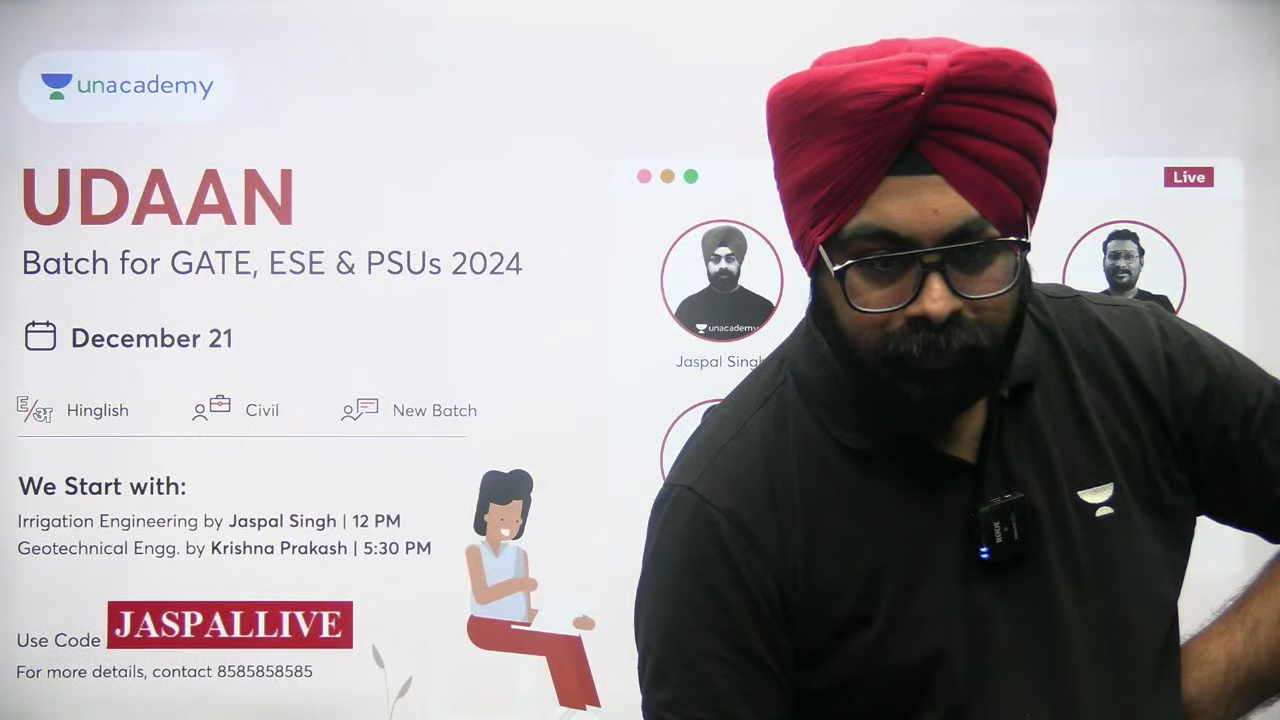 unacademy
UDAAN
Batch for GATE, ESE & PSUs 2024
December 21
Hinglish
Civil
New Batch
We Start with:
Irrigation Engineering by Jaspal Singh | 12 PM
Geotechnical Engg. by Krishna Prakash | 5:30 PM
Use Code JASPALLIVE
For more details, contact 8585858585
Live
unacademy
Jaspal Singh
RØDE